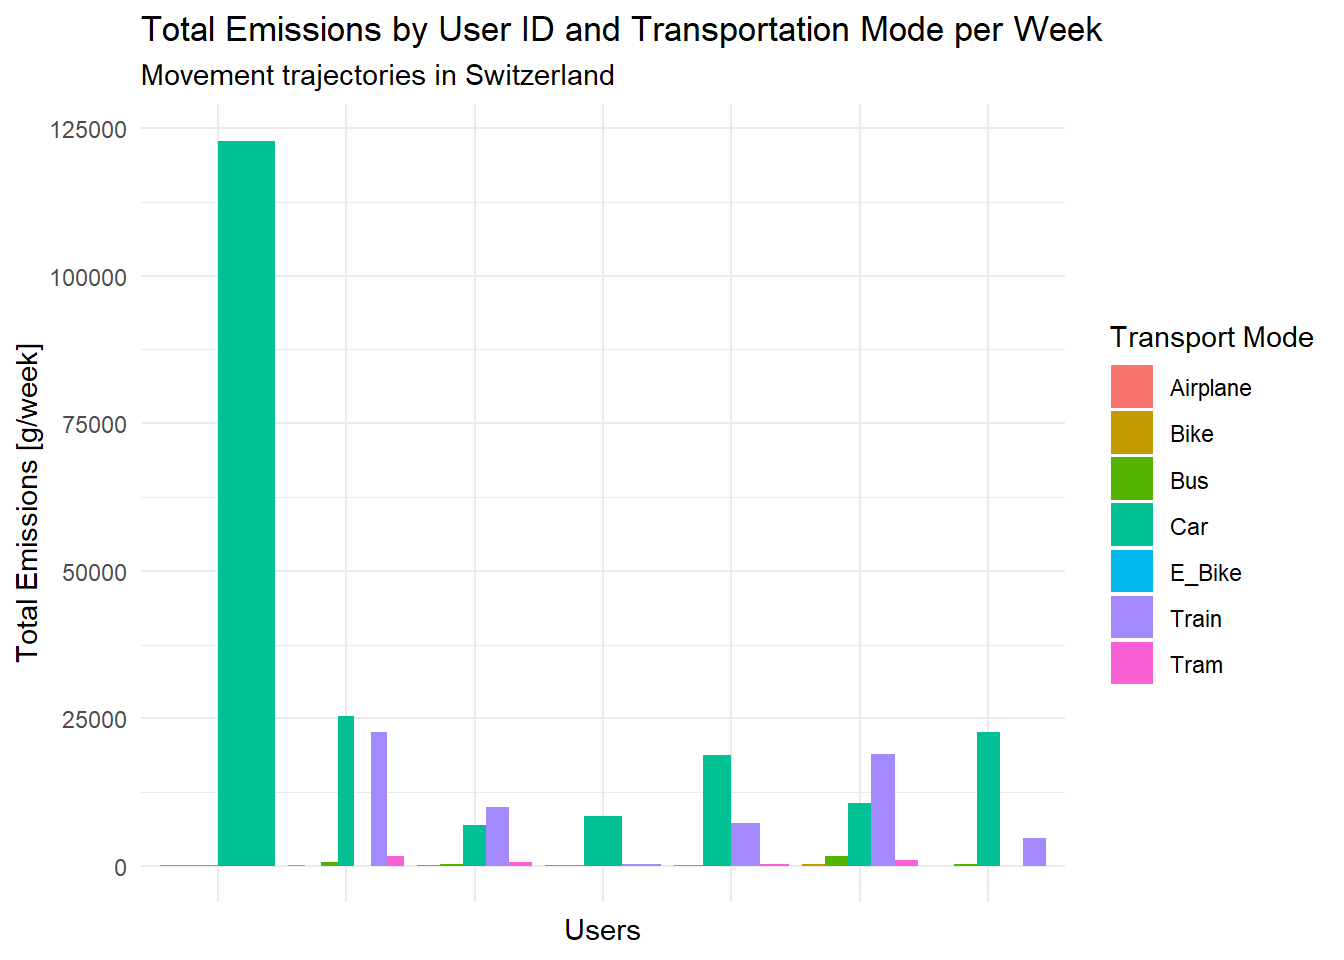 Total Emissions by User ID and Transportation Mode per Week
Movement trajectories in Switzerland
Total Emissions [g/week]
125000
100000
75000
50000
25000
0
Users
Transport Mode
Airplane
Bike
Bus
Car
E_Bike
Train
Tram